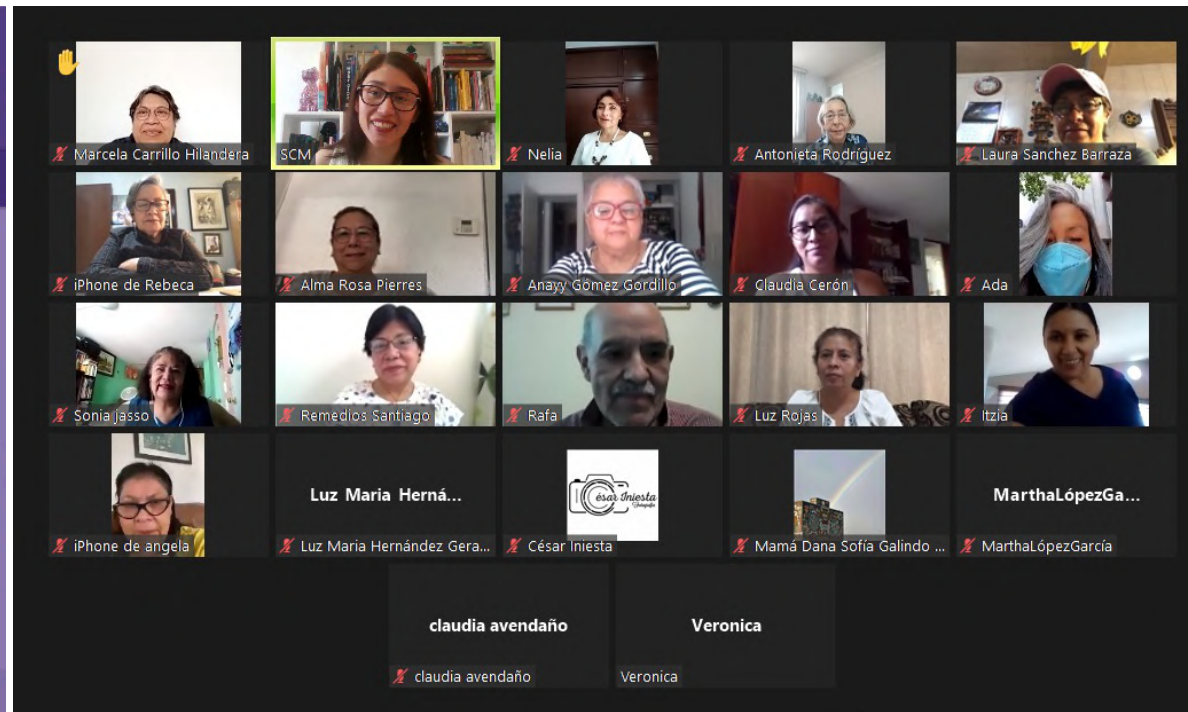 Marcela Carrillo Hilandera
SCM
Nelia
Antonieta Rodríguez
Laura Sanchez Barraza
iPhone de Rebeca
Alma Rosa Pierres
Anavy Gómez Gordillo
Claudia Cerón
Ada
Sonia Jasso
Remedios Santiago
Rafa
Luz Rojas
Itzia
iPhone de angela
Luz Maria Herná...
Luz Maria Hernández Gera...
César Iniesta
Fotografía
César Iniesta
Mamá Dana Sofía Galindo ...
MarthaLópezGa...
MarthaLópezGarcía
claudia avendaño
claudia avendaño
Veronica
Veronica